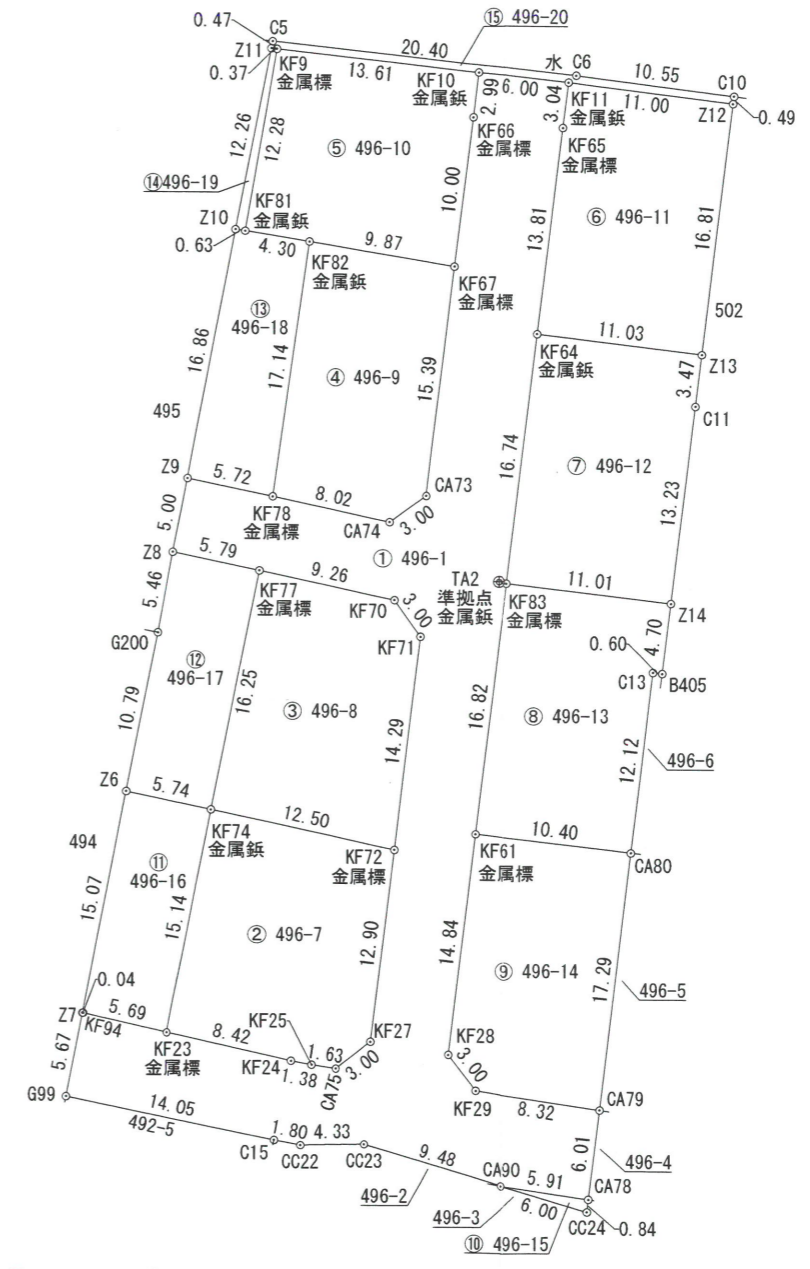 0.47
C5
⑮ 496-20
20.40
Z11
水
C6
10.55
0.37
KF9
金属標
13.61
KF10
金属鋲
2.99
6.00
3.04
KF11
金属鋲
11.00
C10
Z12
0.49
12.26
12.28
⑤ 496-10
KF66
金属標
KF65
金属標
⑭496-19
10.00
⑥ 496-11
16.81
13.81
Z10
0.63
KF81
金属鋲
4.30
KF82
金属鋲
9.87
KF67
金属標
⑬
496-18
502
11.03
KF64
金属鋲
Z13
16.86
17.14
④ 496-9
15.39
3.47
C11
495
16.74
⑦ 496-12
13.23
Z9
5.72
KF78
金属標
8.02
CA73
CA74
3.00
5.00
① 496-1
Z8
5.79
KF77
金属標
9.26
KF70
3.00
KF71
TA2
準拠点
金属鋲
KF83
金属標
11.01
Z14
5.46
G200
4.70
0.60
C13
B405
⑫
496-17
16.25
③ 496-8
14.29
16.82
⑧ 496-13
12.12
496-6
10.79
Z6
5.74
KF74
金属鋲
12.50
KF72
金属標
KF61
金属標
10.40
CA80
494
⑪
496-16
15.07
15.14
② 496-7
12.90
14.84
⑨ 496-14
17.29
496-5
0.04
Z7
KF94
5.69
KF23
金属標
8.42
KF25
KF24
1.38
1.63
CA75
3.00
KF27
KF28
3.00
KF29
8.32
CA79
5.67
G99
14.05
492-5
C15
1.80
CC22
4.33
CC23
9.48
496-2
CA90
5.91
6.01
496-4
CA78
496-3
6.00
CC24
0.84
⑩ 496-15